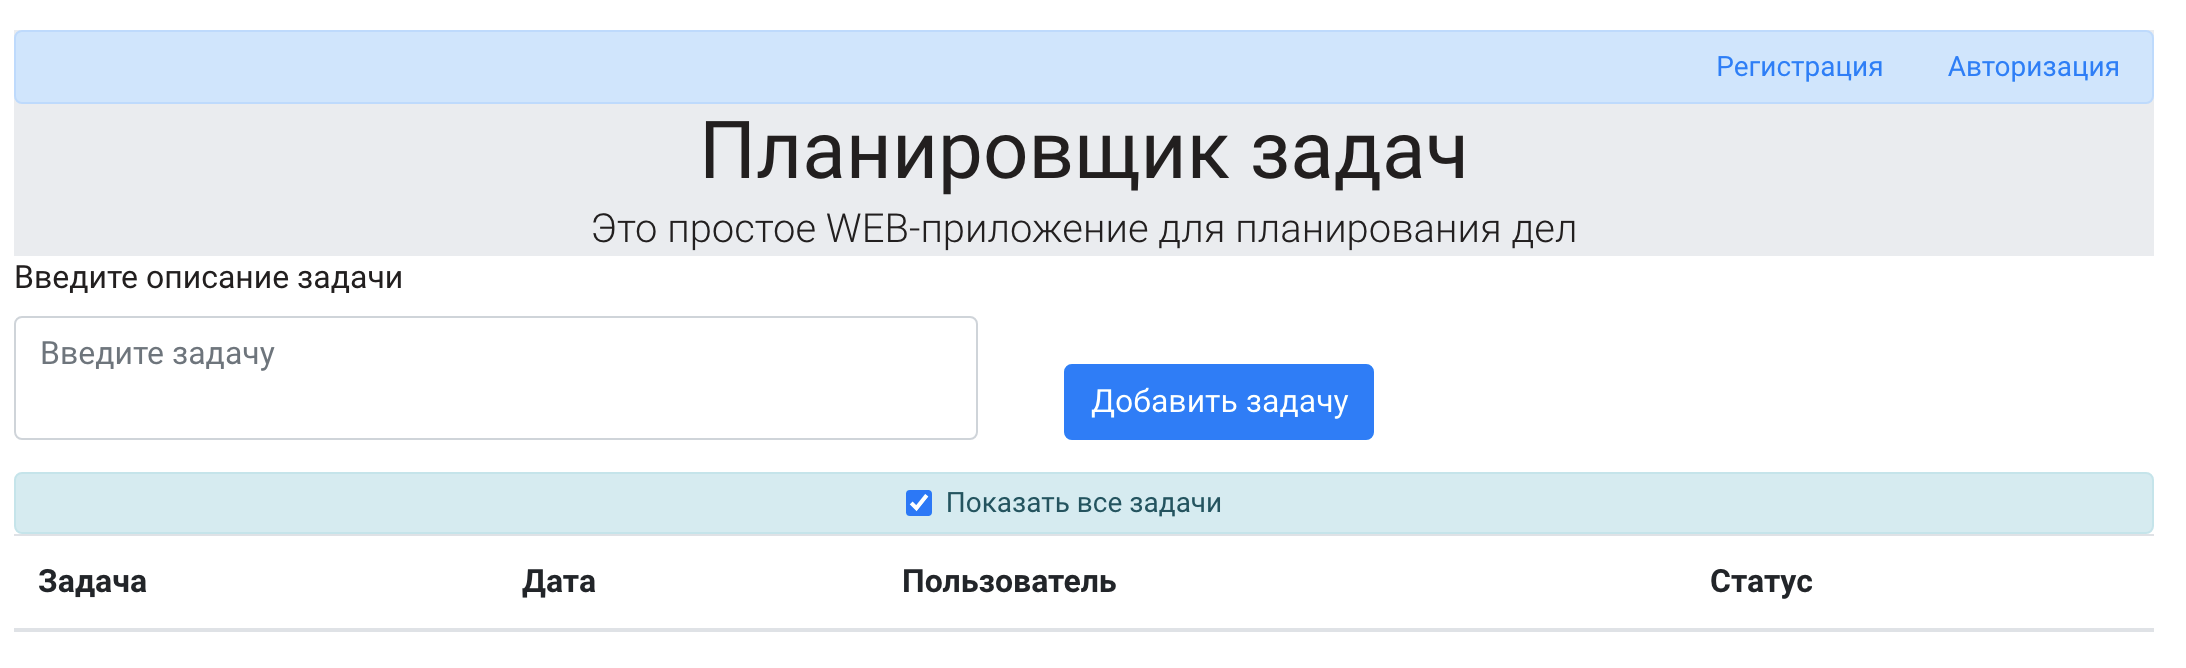 Регистрация Авторизация
Планировщик задач
Это простое WEB-приложение для планирования дел
Введите описание задачи
Введите задачу
Добавить задачу
Показать все задачи
Задача Дата Пользователь Статус